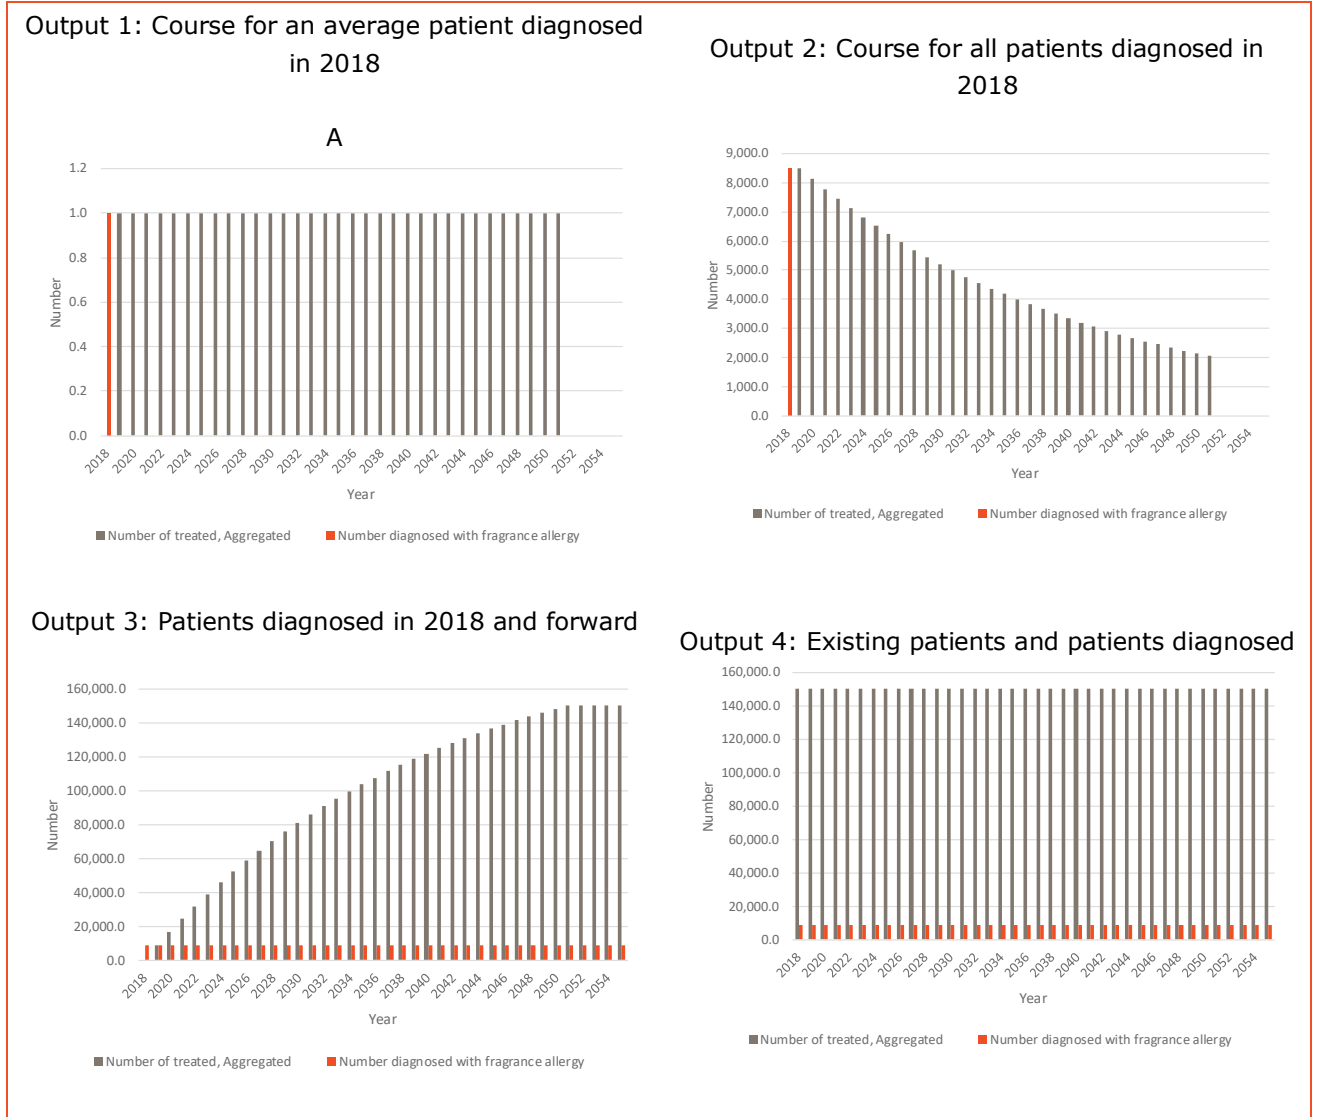 Output 1: Course for an average patient diagnosed
in 2018
A
1.2
1.0
0.8
0.6
0.4
0.2
0.0
Number
2018 2020 2022 2024 2026 2028 2030 2032 2034 2036 2038 2040 2042 2044 2046 2048 2050 2052 2054
Year
Number of treated, Aggregated Number diagnosed with fragrance allergy
Output 2: Course for all patients diagnosed in
2018
9,000.0
8,000.0
7,000.0
6,000.0
5,000.0
4,000.0
3,000.0
2,000.0
1,000.0
0.0
Number
2018 2020 2022 2024 2026 2028 2030 2032 2034 2036 2038 2040 2042 2044 2046 2048 2050 2052 2054
Year
Number of treated, Aggregated Number diagnosed with fragrance allergy
Output 3: Patients diagnosed in 2018 and forward
160,000.0
140,000.0
120,000.0
100,000.0
80,000.0
60,000.0
40,000.0
20,000.0
0.0
Number
2018 2020 2022 2024 2026 2028 2030 2032 2034 2036 2038 2040 2042 2044 2046 2048 2050 2052 2054
Year
Number of treated, Aggregated Number diagnosed with fragrance allergy
Output 4: Existing patients and patients diagnosed
160,000.0
140,000.0
120,000.0
100,000.0
80,000.0
60,000.0
40,000.0
20,000.0
0.0
Number
2018 2020 2022 2024 2026 2028 2030 2032 2034 2036 2038 2040 2042 2044 2046 2048 2050 2052 2054
Year
Number of treated, Aggregated Number diagnosed with fragrance allergy